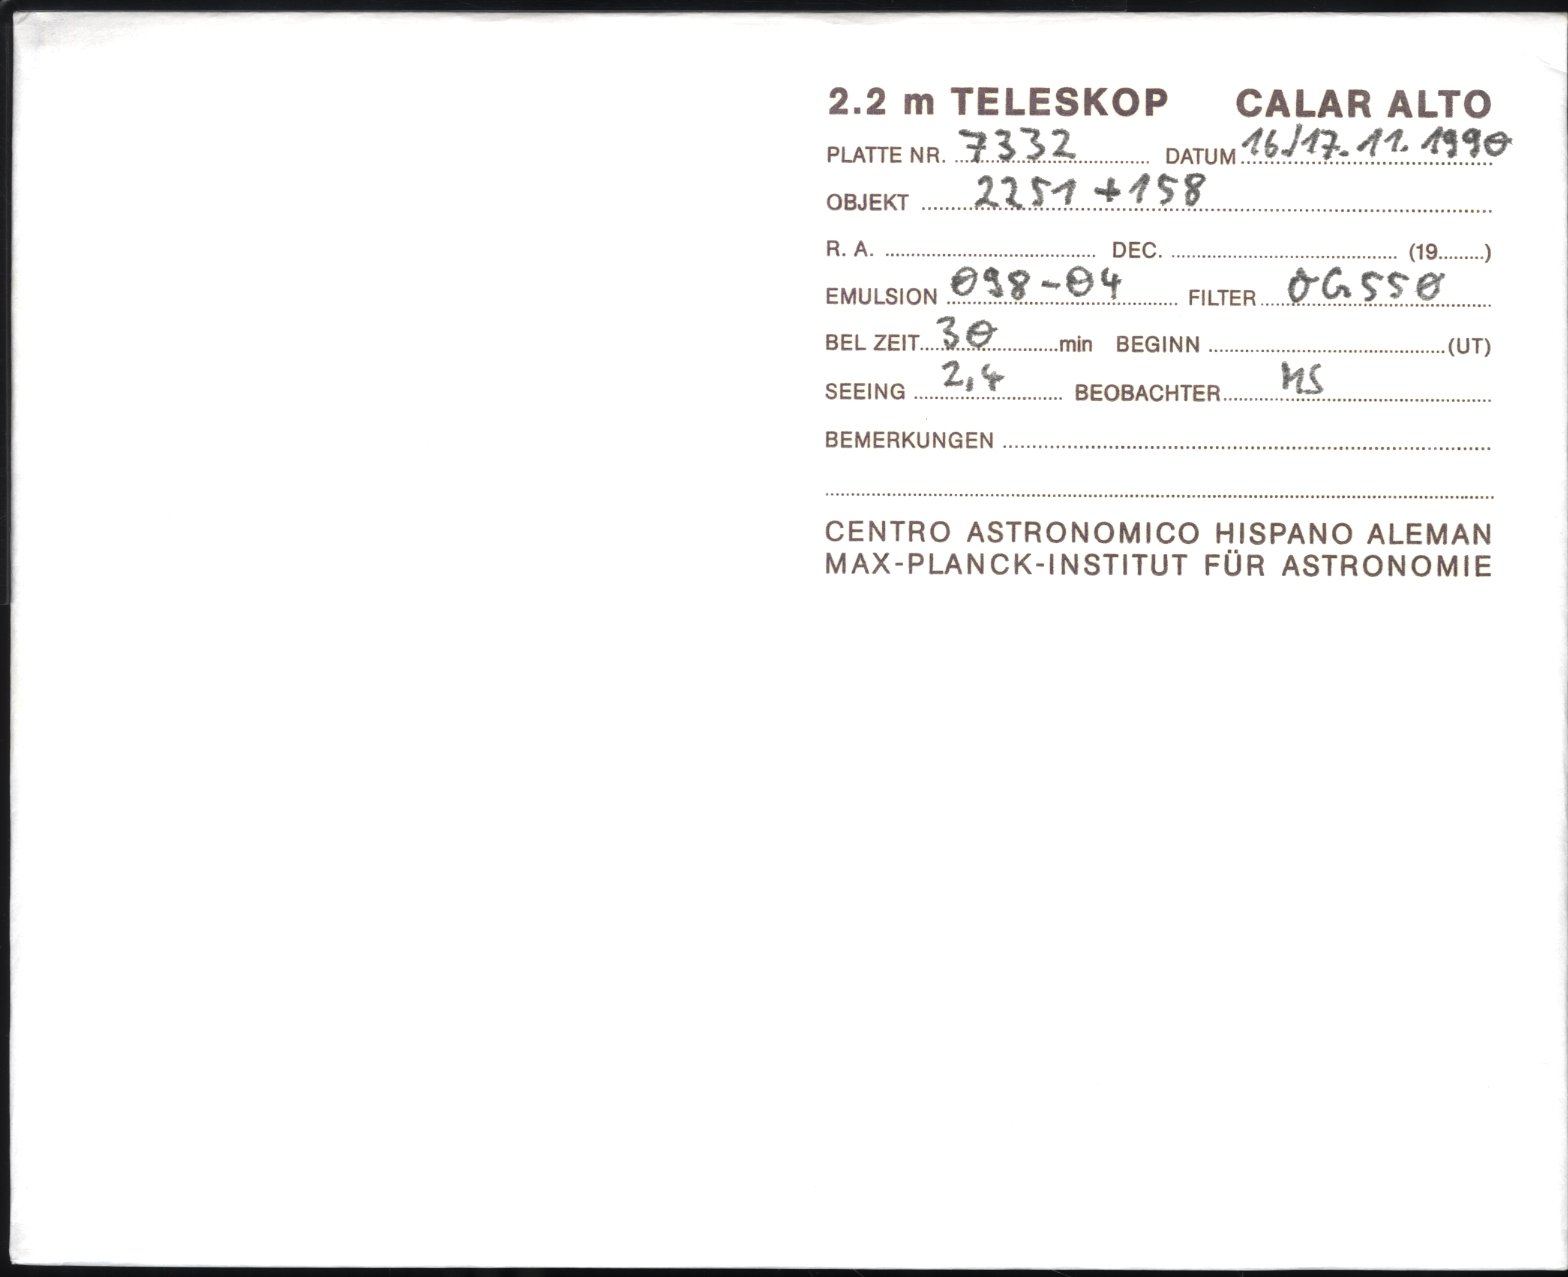 2.2 m TELESKOP CALAR ALTO
PLATTE NR. 7332 DATUM 16./17.11.1990
OBJEKT 2251 +158
R. A. DEC. (19........)
EMULSION 098-04 FILTER OG550
BEL ZEIT 30 min BEGINN (UT)
SEEING 2,4 BEOBACHTER MS
BEMERKUNGEN
CENTRO ASTRONOMICO HISPANO ALEMAN
MAX-PLANCK-INSTITUT FÜR ASTRONOMIE